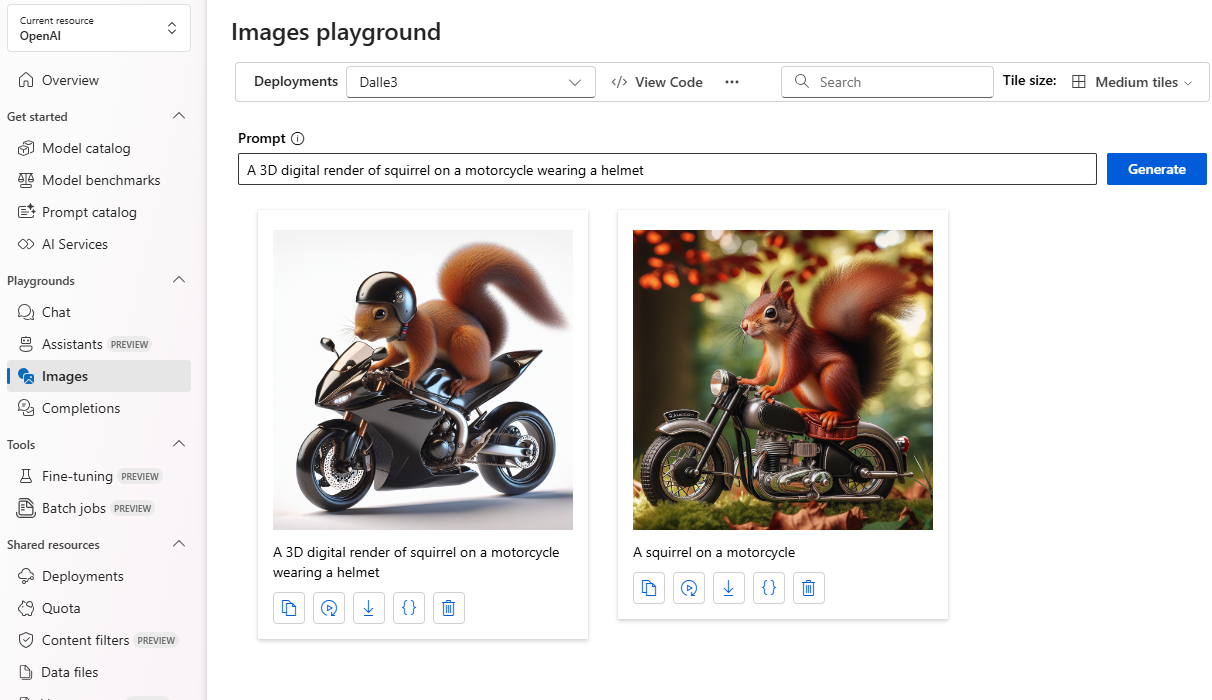 Current resource
OpenAI
Overview
Get started
Model catalog
Model benchmarks
Prompt catalog
AI Services
Playgrounds
Chat
Assistants PREVIEW
Images
Completions
Tools
Fine-tuning PREVIEW
Batch jobs PREVIEW
Shared resources
Deployments
Quota
Content filters PREVIEW
Data files
Images playground
Deployments Dalle3 </> View Code ··· Search Tile size: Medium tiles
Prompt
A 3D digital render of squirrel on a motorcycle wearing a helmet Generate
A 3D digital render of squirrel on a motorcycle
wearing a helmet
A squirrel on a motorcycle